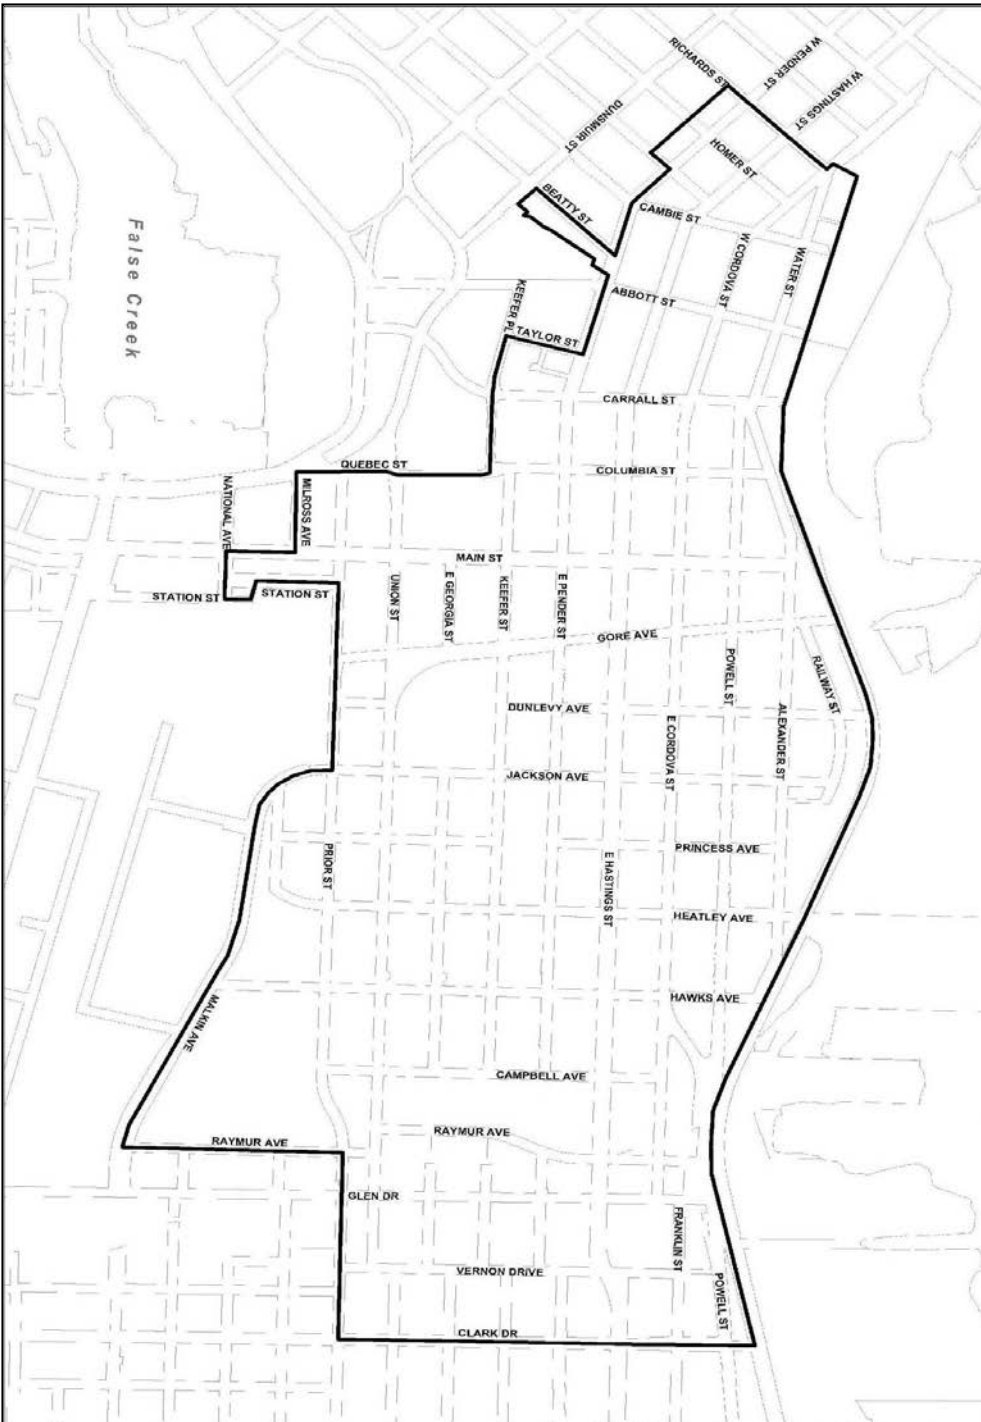 RICHARDS ST
W PENDER ST
W HASTINGS ST
DUNSMUIR ST
HOMER ST
BEATTY ST
CAMBIE ST
W CORDOVA ST
WATER ST
False Creek
KEEFER PL
ABBOTT ST
TAYLOR ST
CARRALL ST
QUEBEC ST
COLUMBIA ST
NATIONAL AVE
MILROSS AVE
MAIN ST
STATION ST
STATION ST
UNION ST
E GEORGIA ST
KEEFER ST
E PENDER ST
GORE AVE
POWELL ST
RAILWAY ST
DUNLEVY AVE
E CORDOVA ST
ALEXANDER ST
JACKSON AVE
PRIOR ST
E HASTINGS ST
PRINCESS AVE
HEATLEY AVE
MALKIN AVE
HAWKS AVE
CAMPBELL AVE
RAYMUR AVE
RAYMUR AVE
GLEN DR
FRANKLIN ST
VERNON DRIVE
POWELL ST
CLARK DR